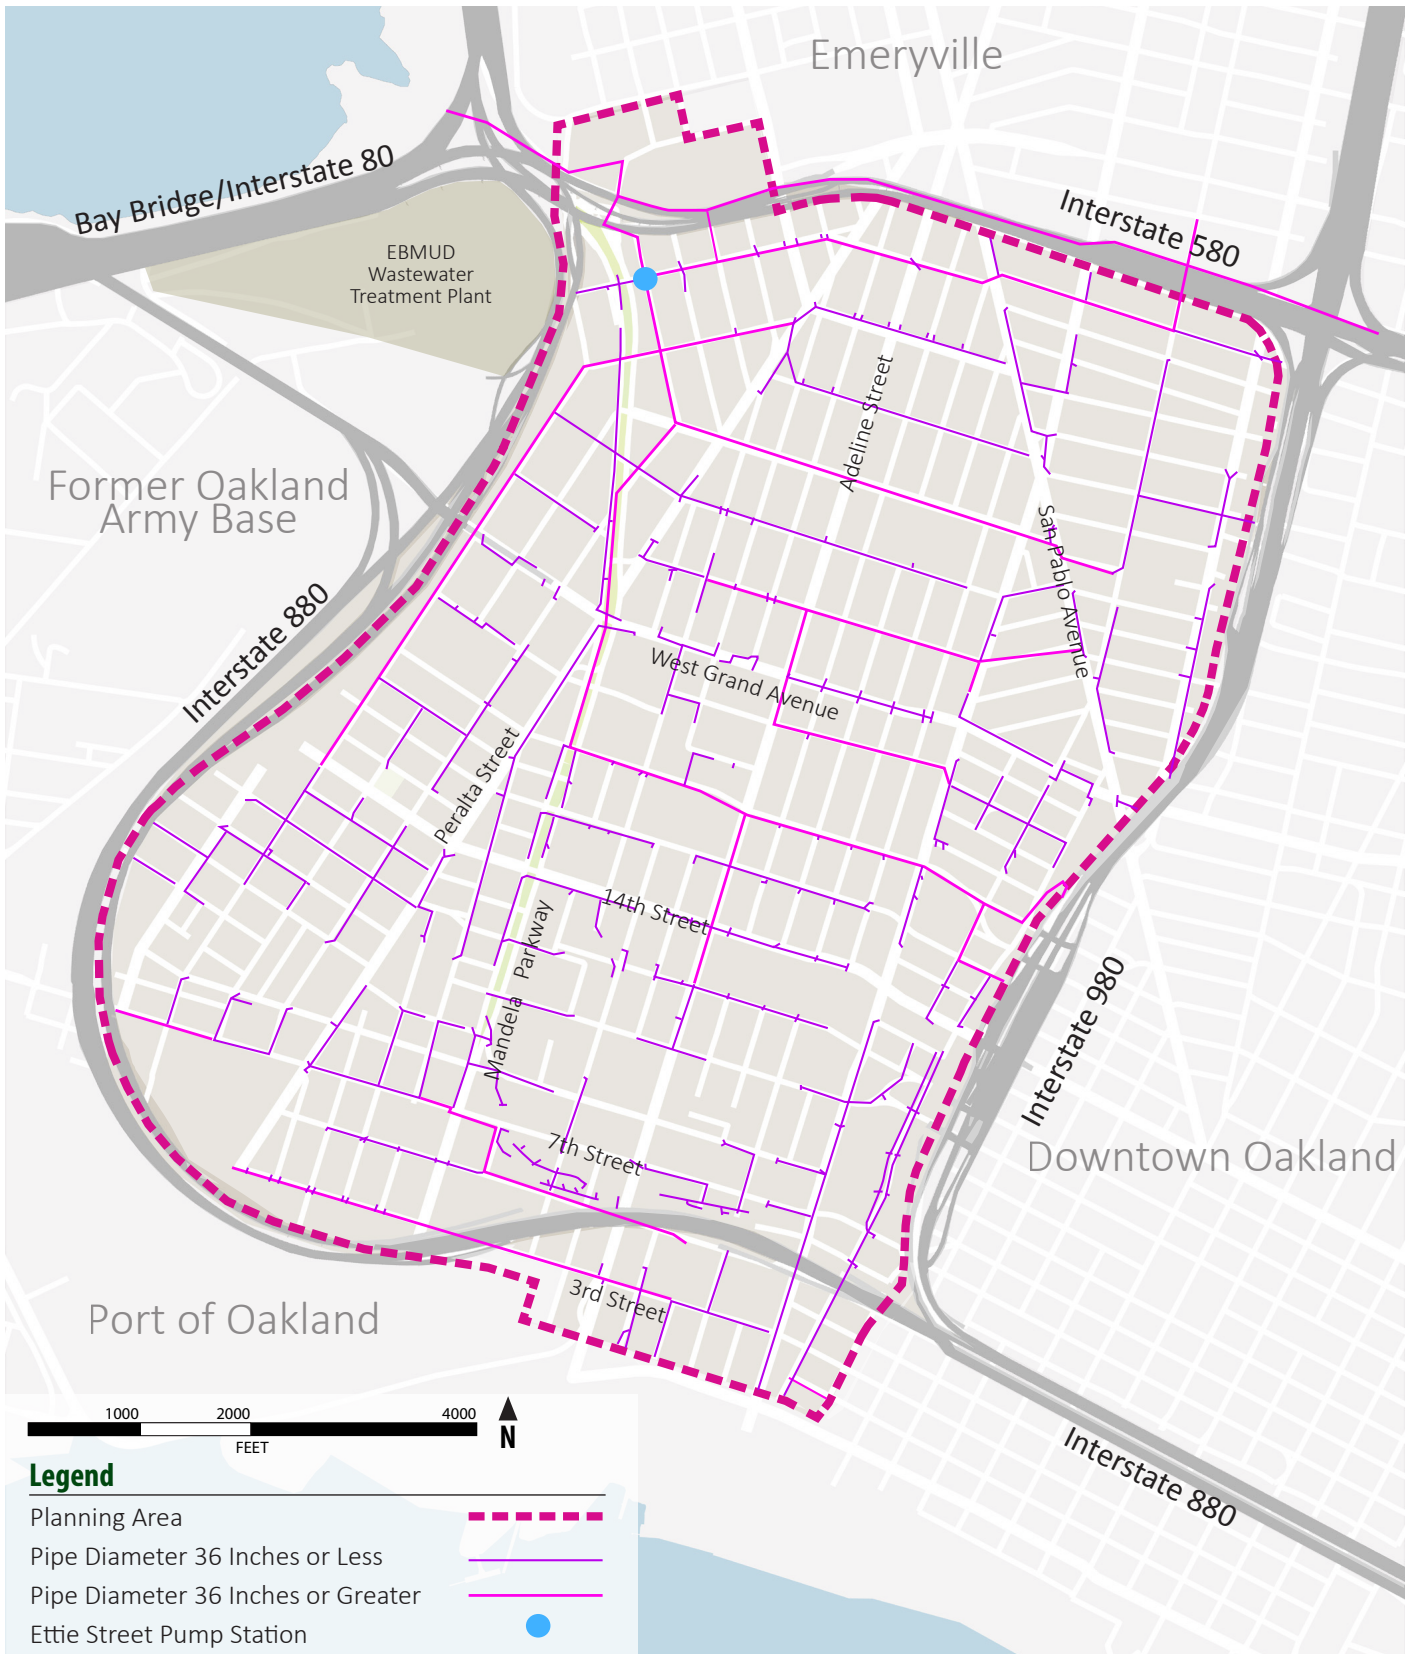 Emeryville
Bay Bridge/Interstate 80
Interstate 580
EBMUD
Wastewater
Treatment Plant
Adeline Street
Former Oakland
Army Base
San Pablo Avenue
Interstate 880
West Grand Avenue
Peralta Street
14th Street
Mandela Parkway
Interstate 980
7th Street
Downtown Oakland
3rd Street
Port of Oakland
Interstate 880
1000 2000 4000
FEET
N
Legend
Planning Area
Pipe Diameter 36 Inches or Less
Pipe Diameter 36 Inches or Greater
Ettie Street Pump Station